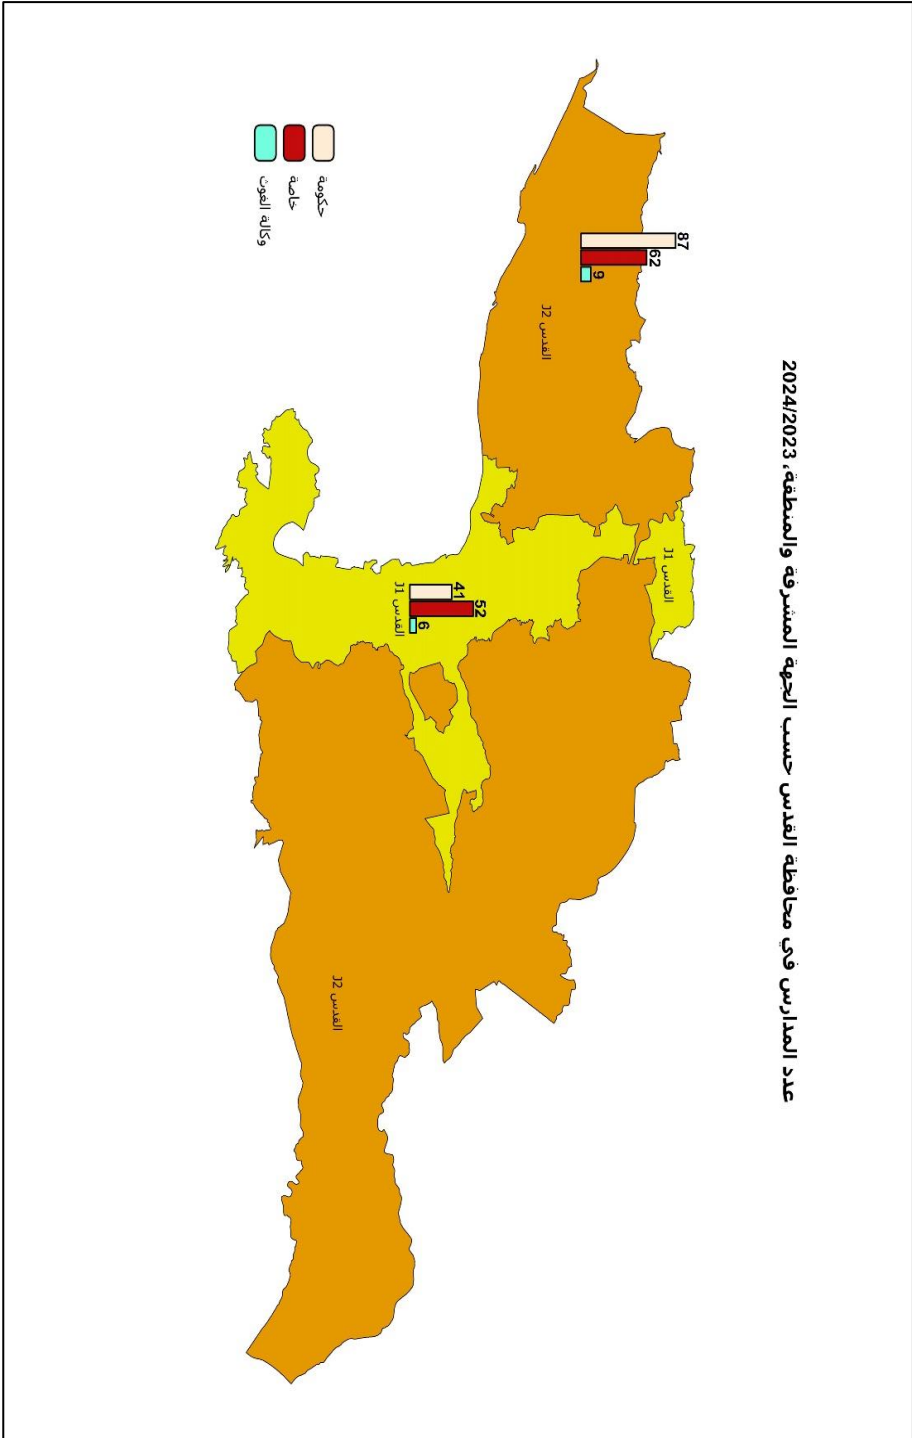 عدد المدارس في محافظة القدس حسب الجهة المشرفة والمنطقة، 2024/2023
87
62
9
القدس J2
القدس J1
41
52
6
القدس J1
القدس J2
حكومة
خاصة
وكالة الغوث